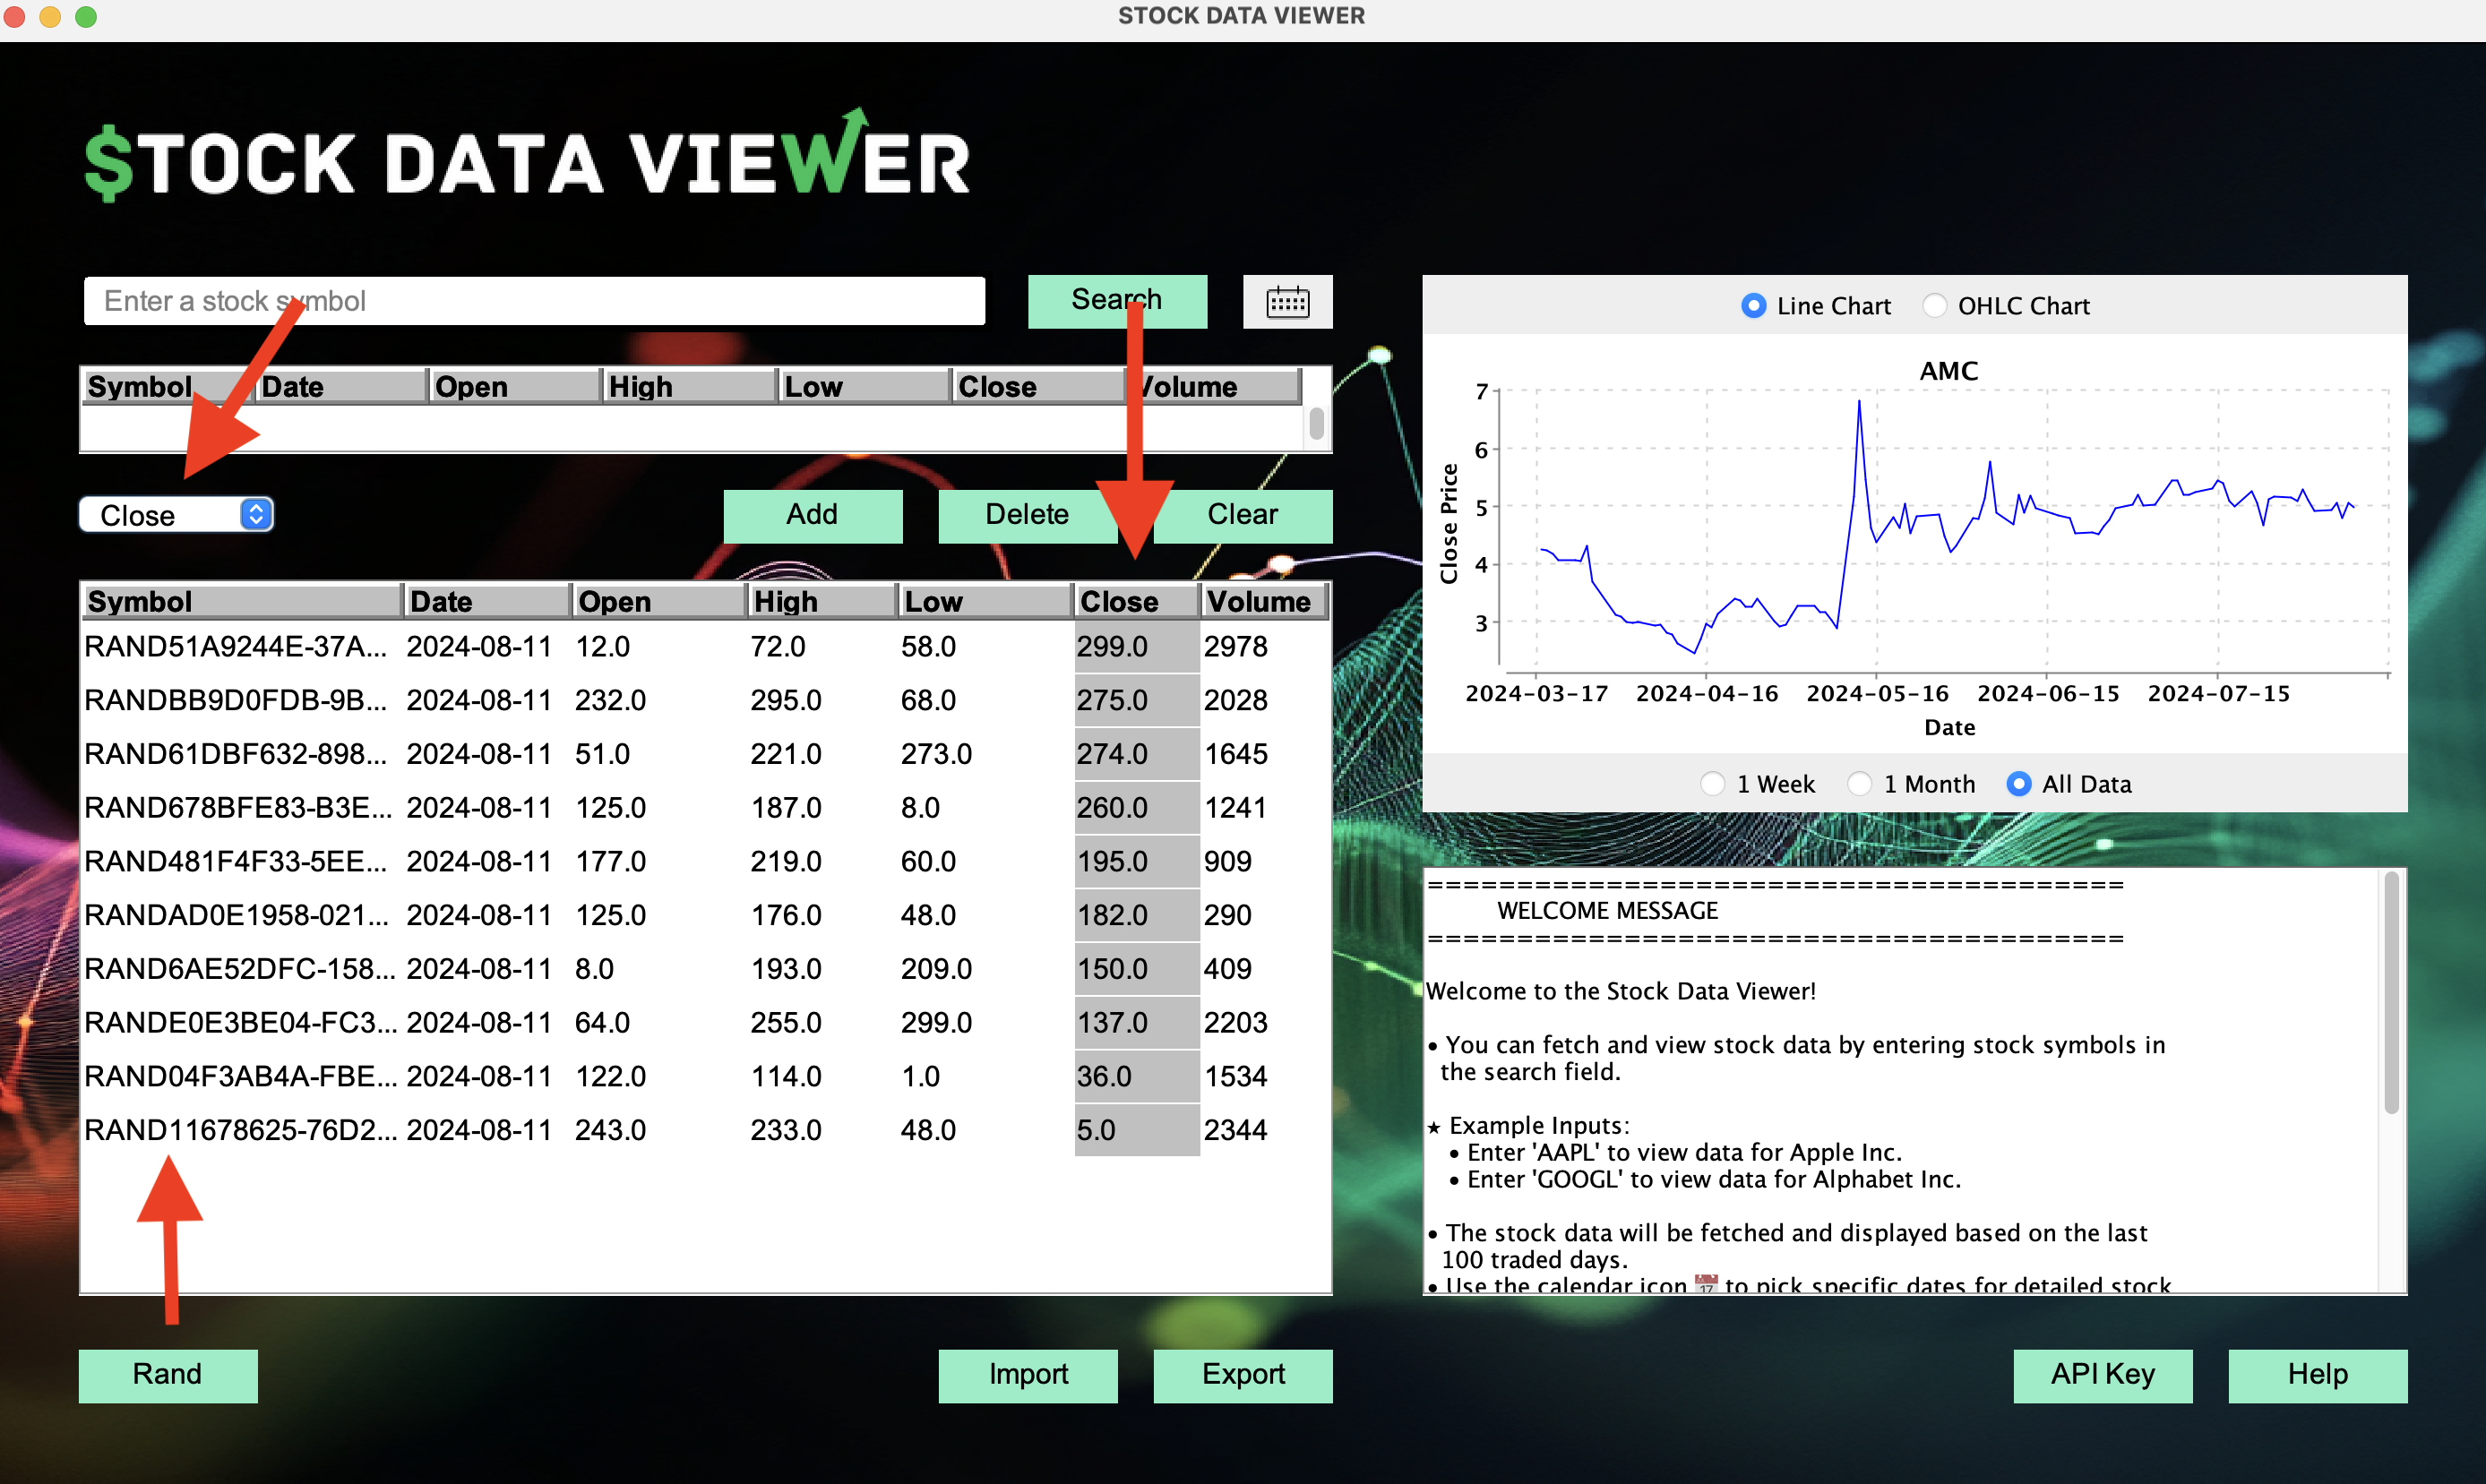 STOCK DATA VIEWER
$TOCK DATA VIEWER
Enter a stock symbol
Search
Symbol Date Open High Low Close Volume
Close
Add
Delete
Clear
Symbol Date Open High Low Close Volume
RAND51A9244E-37A... 2024-08-11 12.0 72.0 58.0 299.0 2978
RANDBB9D0FDB-9B... 2024-08-11 232.0 295.0 68.0 275.0 2028
RAND61DBF632-898... 2024-08-11 51.0 221.0 273.0 274.0 1645
RAND678BFE83-B3E... 2024-08-11 125.0 187.0 8.0 260.0 1241
RAND481F4F33-5EE... 2024-08-11 177.0 219.0 60.0 195.0 909
RANDAD0E1958-021... 2024-08-11 125.0 176.0 48.0 182.0 290
RAND6AE52DFC-158... 2024-08-11 8.0 193.0 209.0 150.0 409
RANDE0E3BE04-FC3... 2024-08-11 64.0 255.0 299.0 137.0 2203
RAND04F3AB4A-FBE... 2024-08-11 122.0 114.0 1.0 36.0 1534
RAND11678625-76D2... 2024-08-11 243.0 233.0 48.0 5.0 2344
Rand
Import
Export
Line Chart OHLC Chart
AMC
Close Price
7
6
5
4
3
2024-03-17 2024-04-16 2024-05-16 2024-06-15 2024-07-15
Date
1 Week 1 Month All Data
=======================================
WELCOME MESSAGE
=======================================
Welcome to the Stock Data Viewer!
• You can fetch and view stock data by entering stock symbols in
the search field.
★ Example Inputs:
• Enter 'AAPL' to view data for Apple Inc.
• Enter 'GOOGL' to view data for Alphabet Inc.
• The stock data will be fetched and displayed based on the last
100 traded days.
• Use the calendar icon 📅 to pick specific dates for detailed stock
API Key
Help